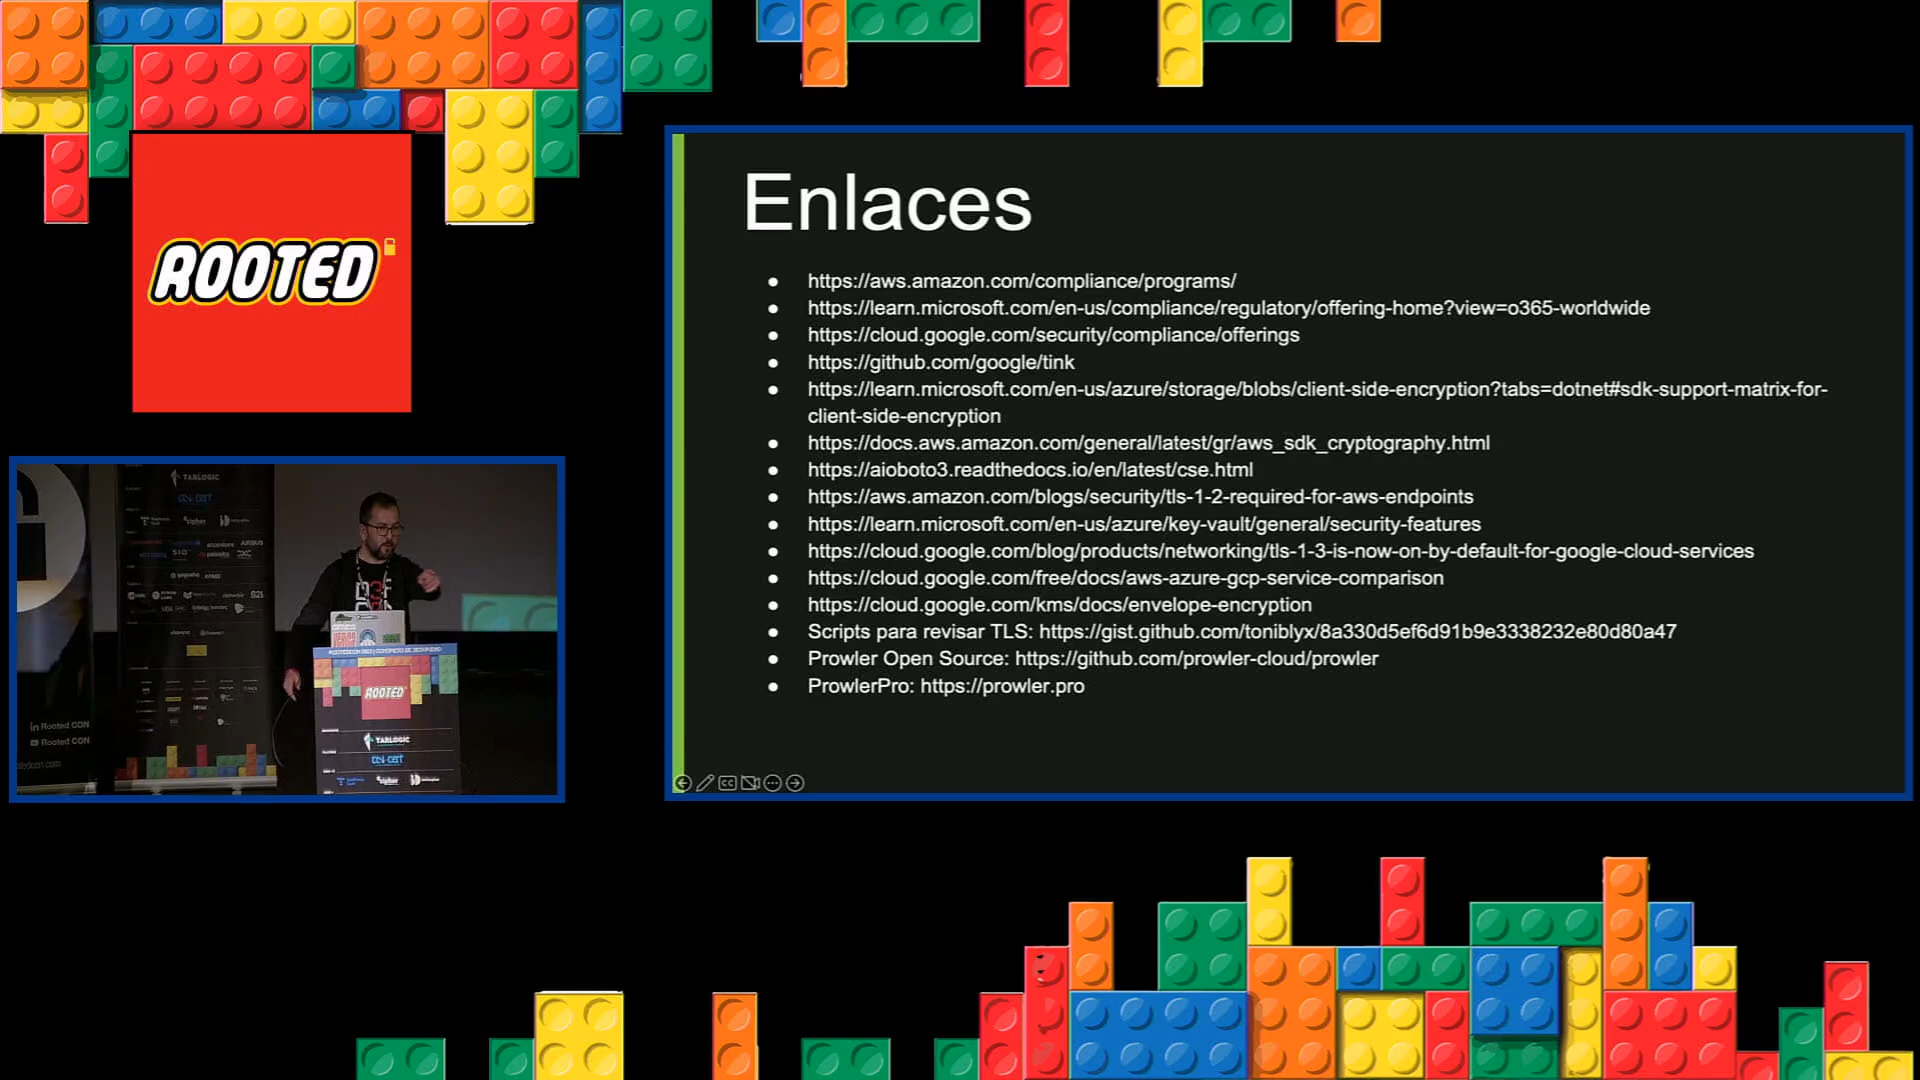 ROOTED
Enlaces
https://aws.amazon.com/compliance/programs/
https://learn.microsoft.com/en-us/compliance/regulatory/offering-home?view=o365-worldwide
https://cloud.google.com/security/compliance/offerings
https://github.com/google/tink
https://learn.microsoft.com/en-us/azure/storage/blobs/client-side-encryption?tabs=dotnet#sdk-support-matrix-for-
client-side-encryption
https://docs.aws.amazon.com/general/latest/gr/aws_sdk_cryptography.html
https://aioboto3.readthedocs.io/en/latest/cse.html
https://aws.amazon.com/blogs/security/tls-1-2-required-for-aws-endpoints
https://learn.microsoft.com/en-us/azure/key-vault/general/security-features
https://cloud.google.com/blog/products/networking/tls-1-3-is-now-on-by-default-for-google-cloud-services
https://cloud.google.com/free/docs/aws-azure-gcp-service-comparison
https://cloud.google.com/kms/docs/envelope-encryption
Scripts para revisar TLS: https://gist.github.com/toniblyx/8a330d5ef6d91b9e3338232e80d80a47
Prowler Open Source: https://github.com/prowler-cloud/prowler
ProwlerPro: https://prowler.pro
TARLOGIC
in Rooted CON
Rooted CON
ROOTED
TARLOGIC